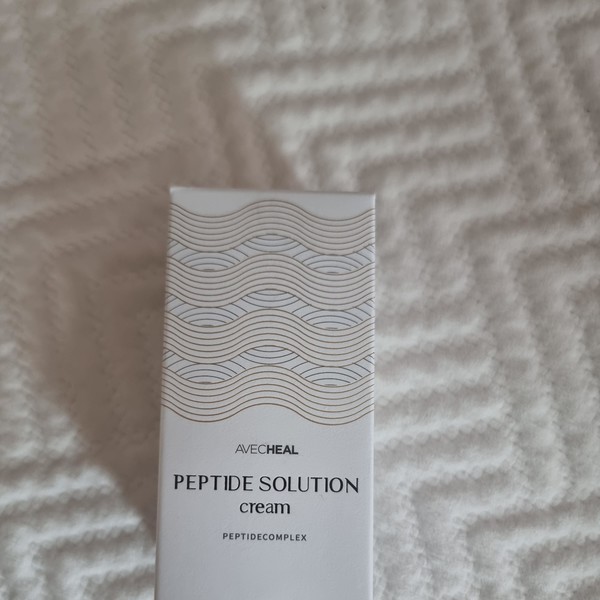 AVECHEAL
PEPTIDE SOLUTION
cream
PEPTIDECOMPLEX